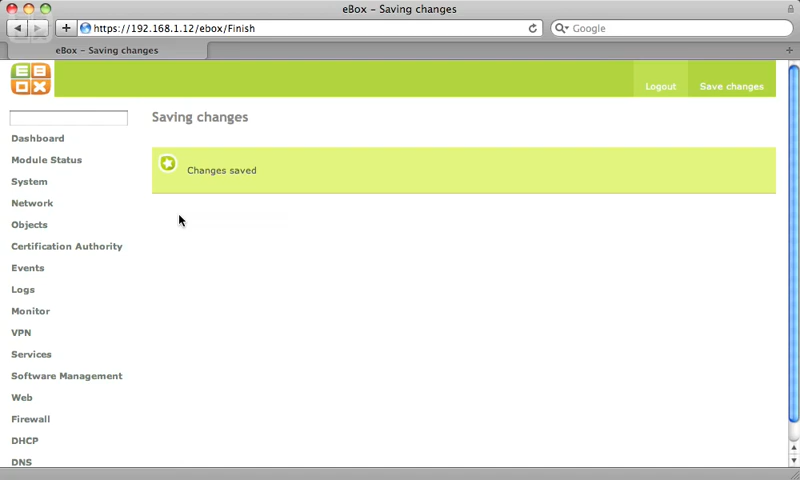 eBox – Saving changes
https://192.168.1.12/ebox/Finish
Google
eBox – Saving changes
EBOX
Logout
Save changes
Saving changes
Changes saved
Dashboard
Module Status
System
Network
Objects
Certification Authority
Events
Logs
Monitor
VPN
Services
Software Management
Web
Firewall
DHCP
DNS